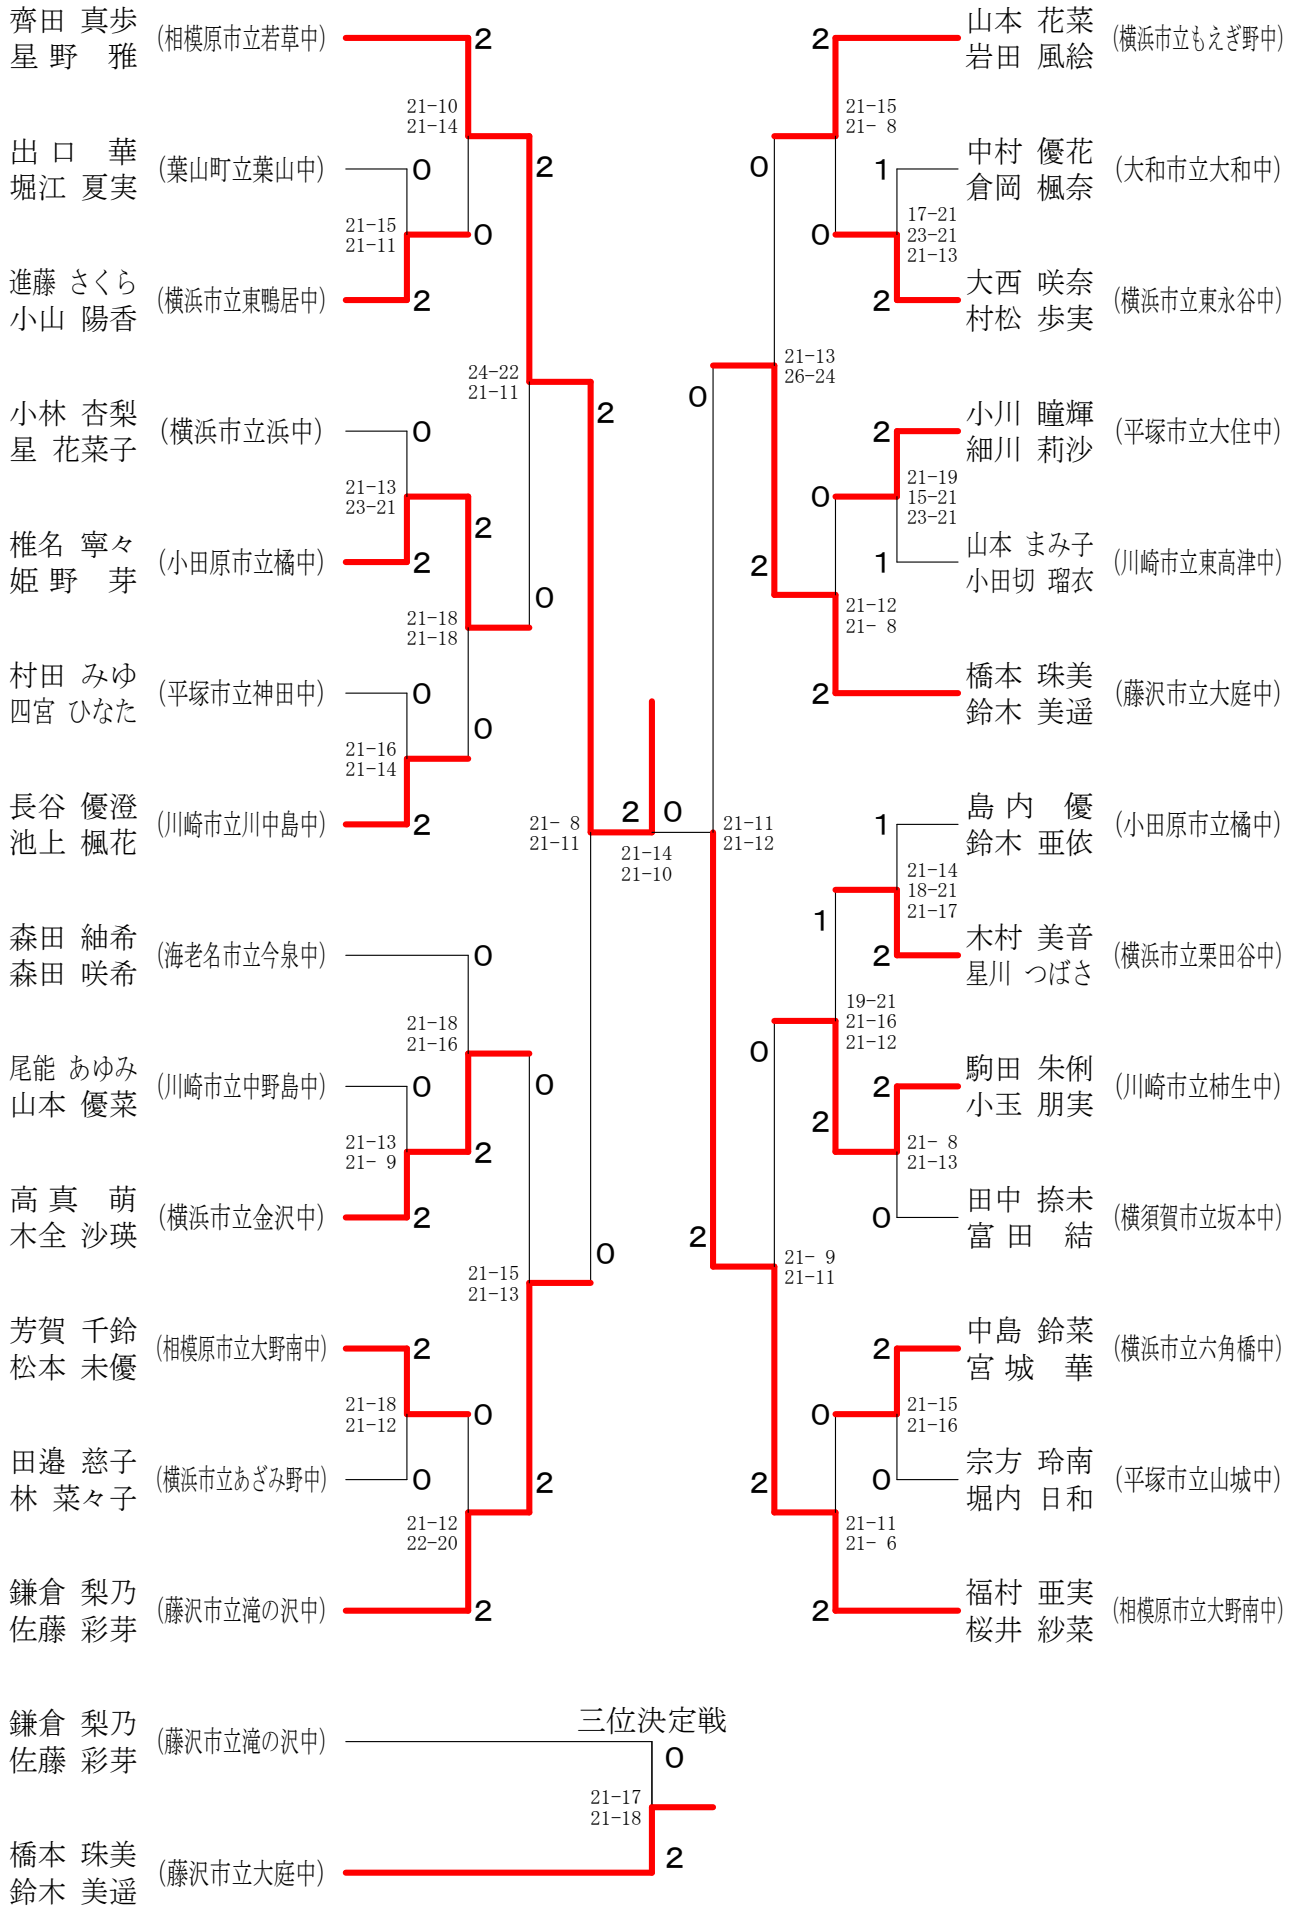 齊田 真歩
星野 雅
(相模原市立若草中)
2
21-10
21-14
出口 華
堀江 夏実
(葉山町立葉山中)
0
2
21-15
21-11
0
進藤 さくら
小山 陽香
(横浜市立東鴨居中)
2
24-22
21-11
2
小林 杏梨
星 花菜子
(横浜市立浜中)
0
21-13
23-21
2
椎名 寧々
姫野 芽
(小田原市立橘中)
2
0
21-18
21-18
村田 みゆ
四宮 ひなた
(平塚市立神田中)
0
0
21-16
21-14
長谷 優澄
池上 楓花
(川崎市立川中島中)
2
21- 8
21-11
2
0
21-14
21-10
森田 紬希
森田 咲希
(海老名市立今泉中)
0
21-18
21-16
尾能 あゆみ
山本 優菜
(川崎市立中野島中)
0
0
21-13
21- 9
2
高真 萌
木全 沙瑛
(横浜市立金沢中)
2
0
21-15
21-13
芳賀 千鈴
松本 未優
(相模原市立大野南中)
2
21-18
21-12
0
田邉 慈子
林 菜々子
(横浜市立あざみ野中)
0
2
21-12
22-20
鎌倉 梨乃
佐藤 彩芽
(藤沢市立滝の沢中)
2
2
山本 花菜
岩田 風絵
(横浜市立もえぎ野中)
21-15
21- 8
0
1
中村 優花
倉岡 楓奈
(大和市立大和中)
17-21
23-21
21-13
0
2
大西 咲奈
村松 歩実
(横浜市立東永谷中)
21-13
26-24
0
2
小川 瞳輝
細川 莉沙
(平塚市立大住中)
21-19
15-21
23-21
0
2
1
山本 まみ子
小田切 瑠衣
(川崎市立東高津中)
21-12
21- 8
2
橋本 珠美
鈴木 美遥
(藤沢市立大庭中)
21-11
21-12
1
島内 優
鈴木 亜依
(小田原市立橘中)
21-14
18-21
21-17
1
2
木村 美音
星川 つばさ
(横浜市立栗田谷中)
19-21
21-16
21-12
0
2
駒田 朱俐
小玉 朋実
(川崎市立柿生中)
2
21- 8
21-13
0
田中 捺未
富田 結
(横須賀市立坂本中)
2
21- 9
21-11
2
中島 鈴菜
宮城 華
(横浜市立六角橋中)
21-15
21-16
0
2
0
宗方 玲南
堀内 日和
(平塚市立山城中)
21-11
21- 6
2
福村 亜実
桜井 紗菜
(相模原市立大野南中)
三位決定戦
鎌倉 梨乃
佐藤 彩芽
(藤沢市立滝の沢中)
0
21-17
21-18
橋本 珠美
鈴木 美遥
(藤沢市立大庭中)
2